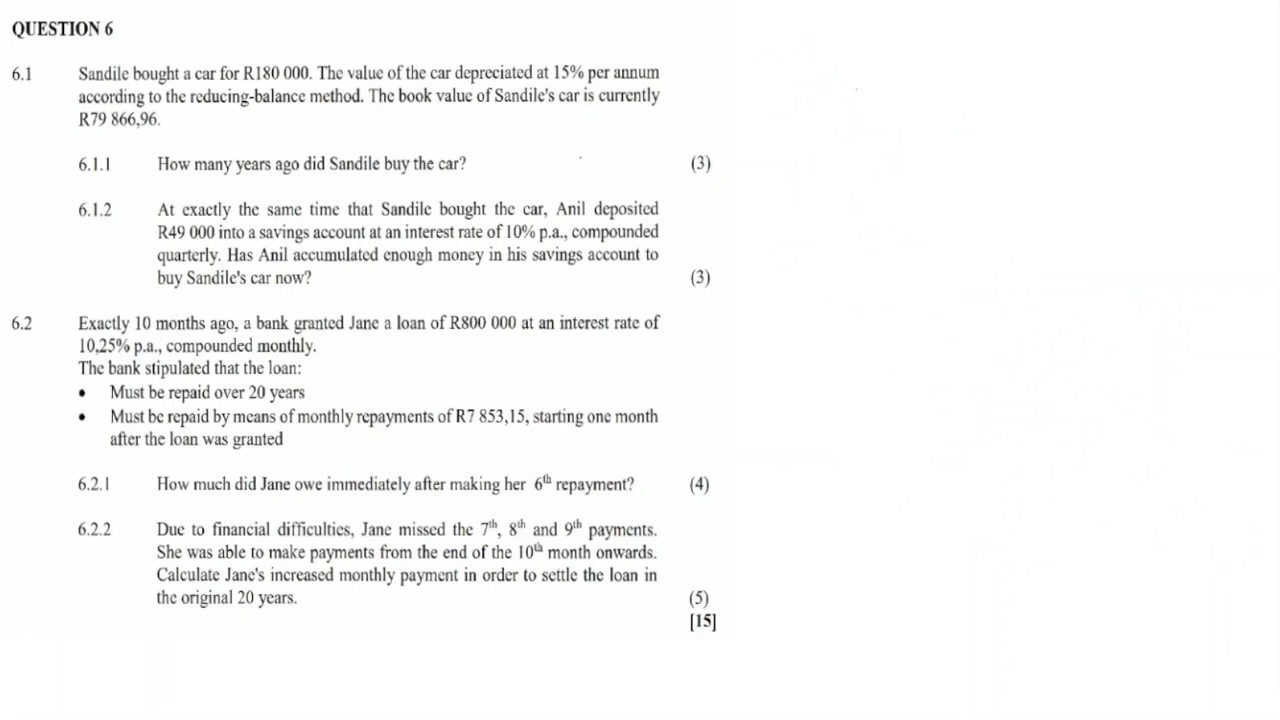 QUESTION 6
6.1 Sandile bought a car for R180 000. The value of the car depreciated at 15% per annum
according to the reducing-balance method. The book value of Sandile's car is currently
R79 866,96.
6.1.1 How many years ago did Sandile buy the car? (3)
6.1.2 At exactly the same time that Sandile bought the car, Anil deposited
R49 000 into a savings account at an interest rate of 10% p.a., compounded
quarterly. Has Anil accumulated enough money in his savings account to
buy Sandile's car now? (3)
6.2 Exactly 10 months ago, a bank granted Jane a loan of R800 000 at an interest rate of
10,25% p.a., compounded monthly.
The bank stipulated that the loan:
• Must be repaid over 20 years
• Must be repaid by means of monthly repayments of R7 853,15, starting one month
after the loan was granted
6.2.1 How much did Jane owe immediately after making her 6th repayment? (4)
6.2.2 Due to financial difficulties, Jane missed the 7th, 8th and 9th payments.
She was able to make payments from the end of the 10th month onwards.
Calculate Jane's increased monthly payment in order to settle the loan in
the original 20 years. (5)
[15]